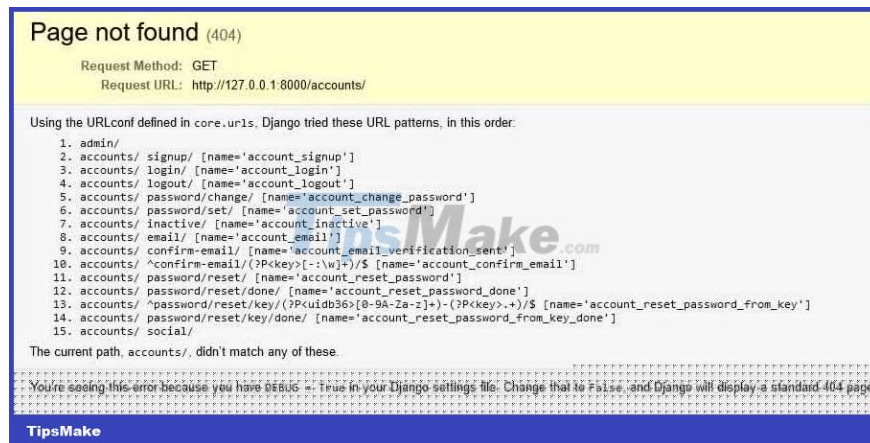 Page not found (404)
Request Method: GET
Request URL: http://127.0.0.1:8000/accounts/
Using the URLconf defined in core.urls, Django tried these URL patterns, in this order:
1. admin/
2. accounts/ signup/ [name='account_signup']
3. accounts/ login/ [name='account_login']
4. accounts/ logout/ [name='account_logout']
5. accounts/ password/change/ [name='account_change_password']
6. accounts/ password/set/ [name='account_set_password']
7. accounts/ inactive/ [name='account_inactive']
8. accounts/ email/ [name='account_email']
9. accounts/ confirm-email/ [name='account_email_verification_sent']
10. accounts/ ^confirm-email/(?P<key>[-:\w]+)/$ [name='account_confirm_email']
11. accounts/ password/reset/ [name='account_reset_password']
12. accounts/ password/reset/done/ [name='account_reset_password_done']
13. accounts/ ^password/reset/key/(?P<uidb36>[0-9A-Za-z]+)-(?P<key>.+)/$ [name='account_reset_password_from_key']
14. accounts/ password/reset/key/done/ [name='account_reset_password_from_key_done']
15. accounts/ social/
TipsMake.com
The current path, accounts/, didn't match any of these.
You're seeing this error because you have DEBUG = True in your Django settings file. Change that to False, and Django will display a standard 404 page
TipsMake